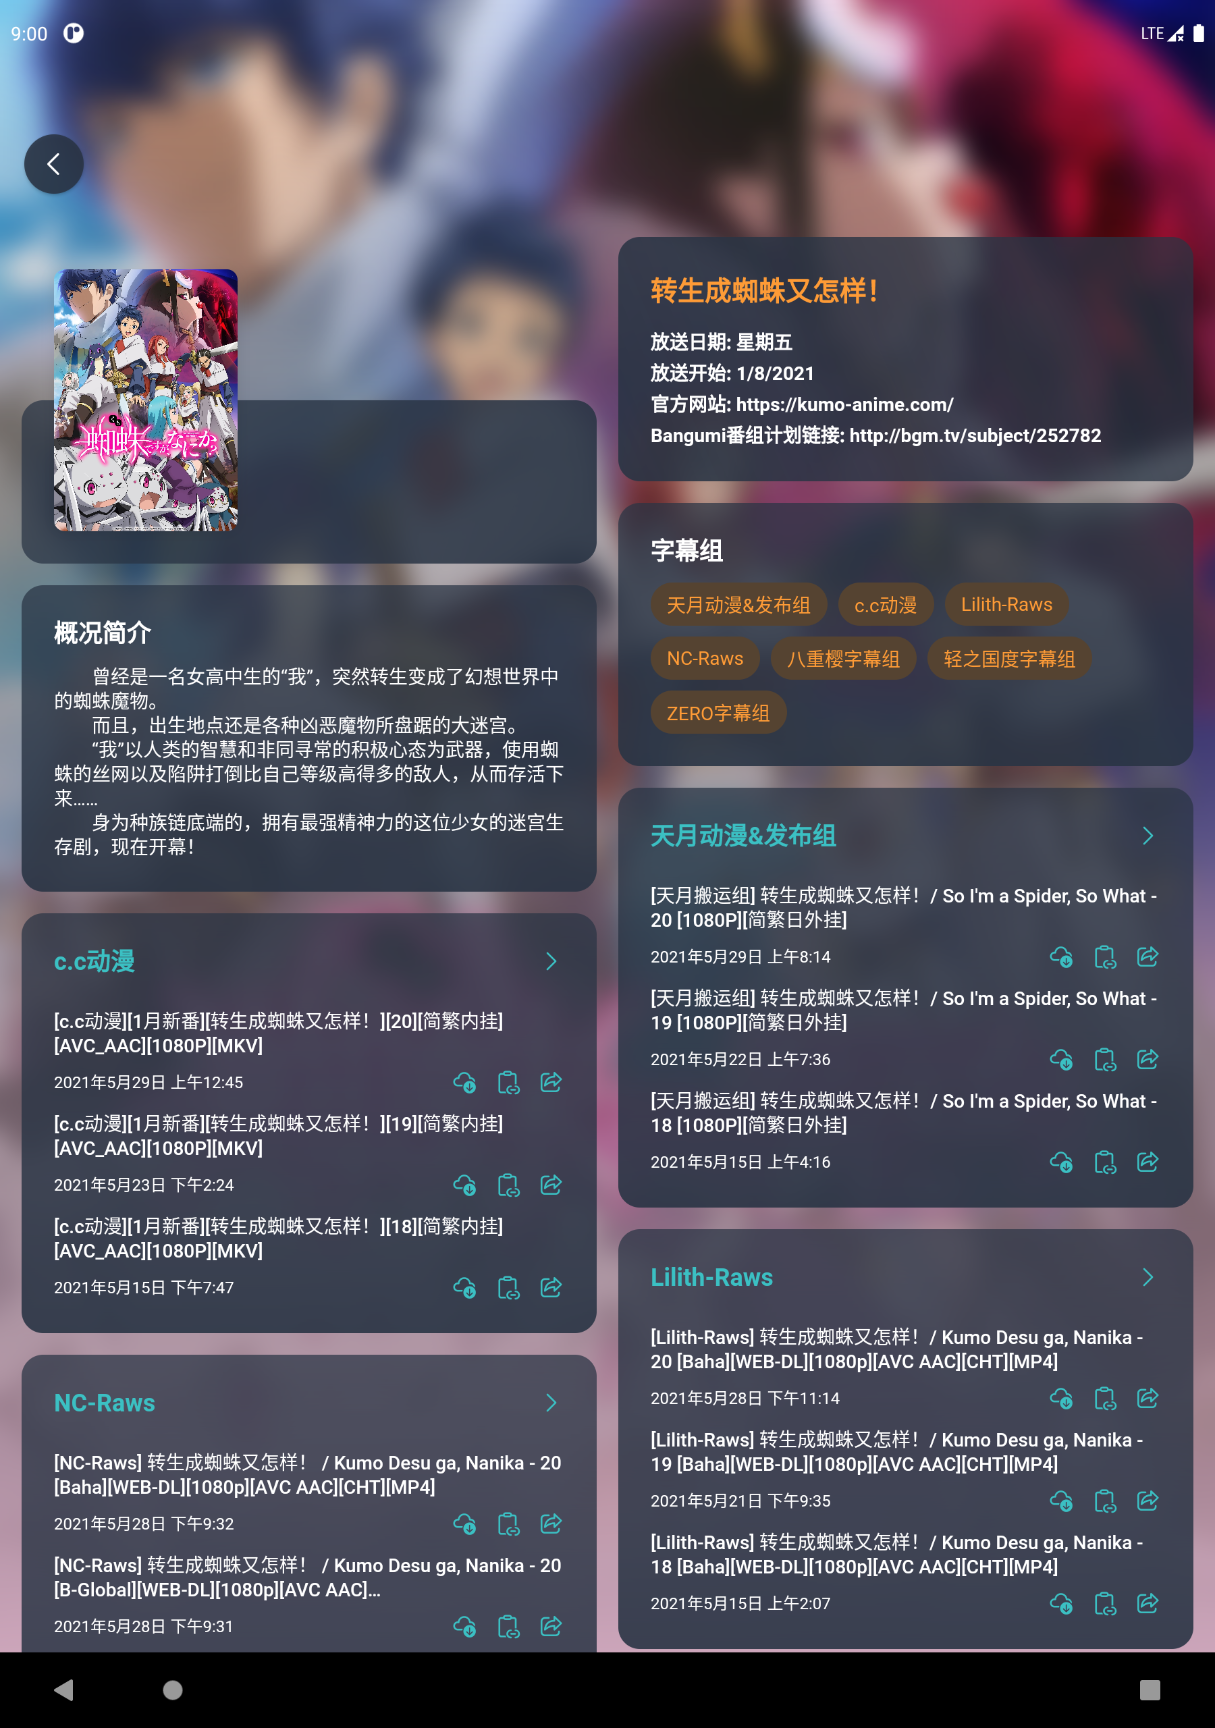 9:00
LTE
蜘蛛ですが、なにか?
概况简介
曾经是一名女高中生的“我”，突然转生变成了幻想世界中
的蜘蛛魔物。
而且，出生地点还是各种凶恶魔物所盘踞的大迷宫。
“我”以人类的智慧和非同寻常的积极心态为武器，使用蜘
蛛的丝网以及陷阱打倒比自己等级高得多的敌人，从而存活下
来……
身为种族链底端的，拥有最强精神力的这位少女的迷宫生
存剧，现在开幕！
c.c动漫
[c.c动漫][1月新番][转生成蜘蛛又怎样！][20][简繁内挂]
[AVC_AAC][1080P][MKV]
2021年5月29日 上午12:45
[c.c动漫][1月新番][转生成蜘蛛又怎样！][19][简繁内挂]
[AVC_AAC][1080P][MKV]
2021年5月23日 下午2:24
[c.c动漫][1月新番][转生成蜘蛛又怎样！][18][简繁内挂]
[AVC_AAC][1080P][MKV]
2021年5月15日 下午7:47
NC-Raws
[NC-Raws] 转生成蜘蛛又怎样！ / Kumo Desu ga, Nanika - 20
[Baha][WEB-DL][1080p][AVC AAC][CHT][MP4]
2021年5月28日 下午9:32
[NC-Raws] 转生成蜘蛛又怎样！ / Kumo Desu ga, Nanika - 20
[B-Global][WEB-DL][1080p][AVC AAC]...
2021年5月28日 下午9:31
转生成蜘蛛又怎样！
放送日期: 星期五
放送开始: 1/8/2021
官方网站: https://kumo-anime.com/
Bangumi番组计划链接: http://bgm.tv/subject/252782
字幕组
天月动漫&发布组
c.c动漫
Lilith-Raws
NC-Raws
八重樱字幕组
轻之国度字幕组
ZERO字幕组
天月动漫&发布组
[天月搬运组] 转生成蜘蛛又怎样！/ So I'm a Spider, So What -
20 [1080P][简繁日外挂]
2021年5月29日 上午8:14
[天月搬运组] 转生成蜘蛛又怎样！/ So I'm a Spider, So What -
19 [1080P][简繁日外挂]
2021年5月22日 上午7:36
[天月搬运组] 转生成蜘蛛又怎样！/ So I'm a Spider, So What -
18 [1080P][简繁日外挂]
2021年5月15日 上午4:16
Lilith-Raws
[Lilith-Raws] 转生成蜘蛛又怎样！/ Kumo Desu ga, Nanika -
20 [Baha][WEB-DL][1080p][AVC AAC][CHT][MP4]
2021年5月28日 下午11:14
[Lilith-Raws] 转生成蜘蛛又怎样！/ Kumo Desu ga, Nanika -
19 [Baha][WEB-DL][1080p][AVC AAC][CHT][MP4]
2021年5月21日 下午9:35
[Lilith-Raws] 转生成蜘蛛又怎样！/ Kumo Desu ga, Nanika -
18 [Baha][WEB-DL][1080p][AVC AAC][CHT][MP4]
2021年5月15日 上午2:07